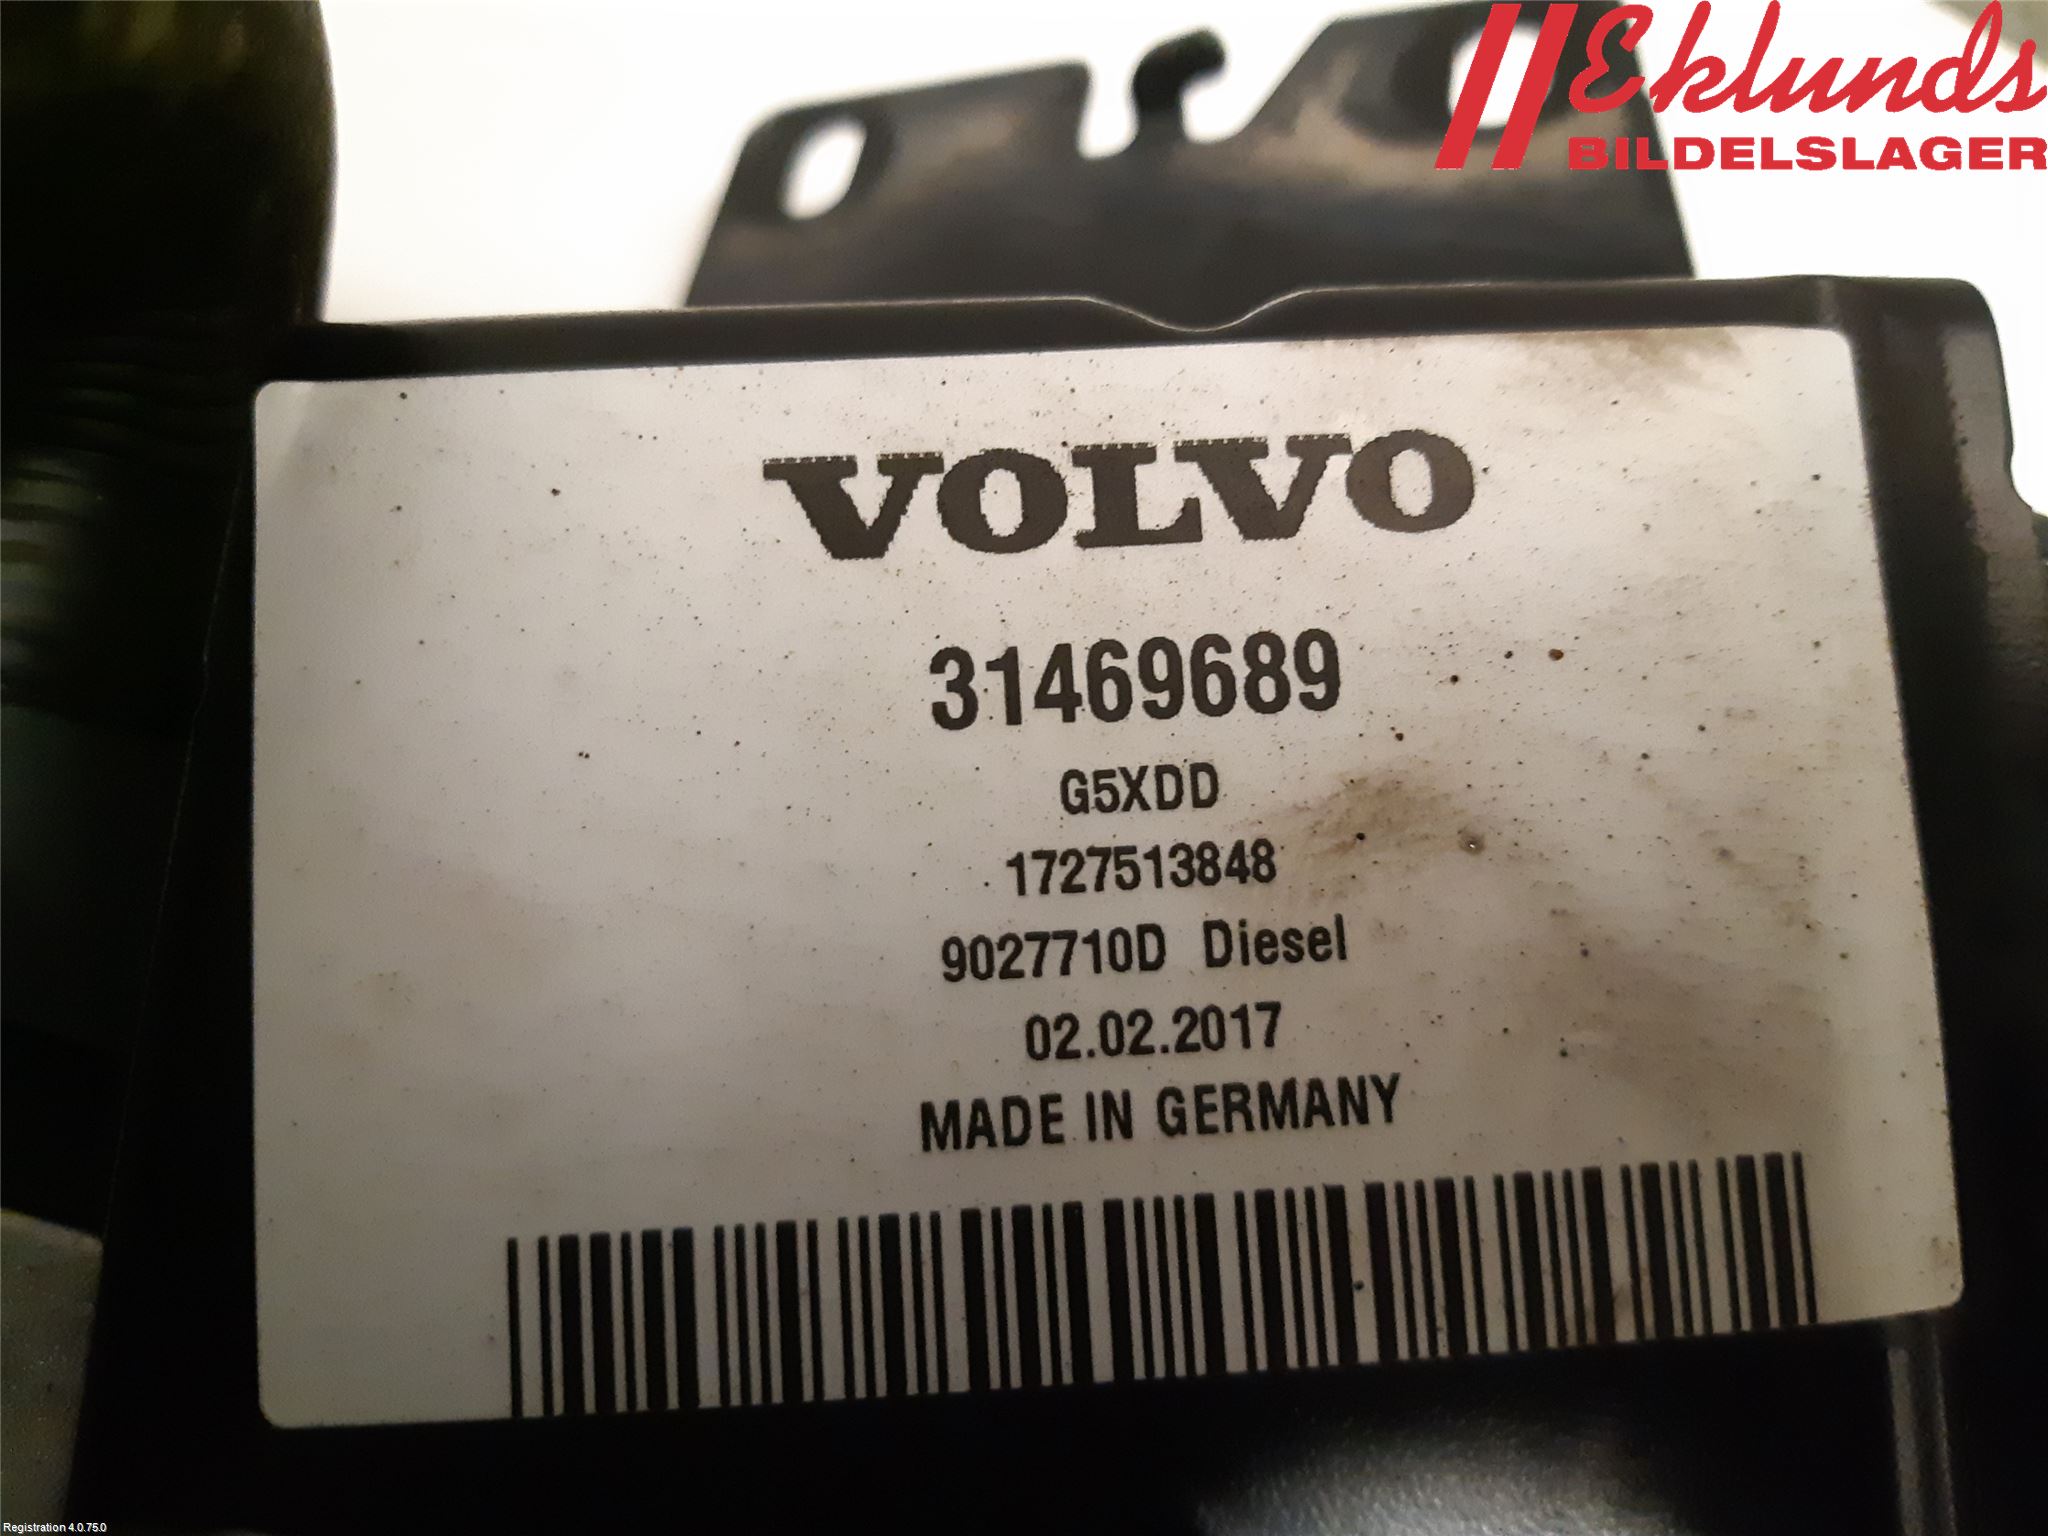 Eklunds
BILDELSLAGER
VOLVO
31469689
G5XDD
1727513848
9027710D Diesel
02.02.2017
MADE IN GERMANY
Registration 4.0.75.0